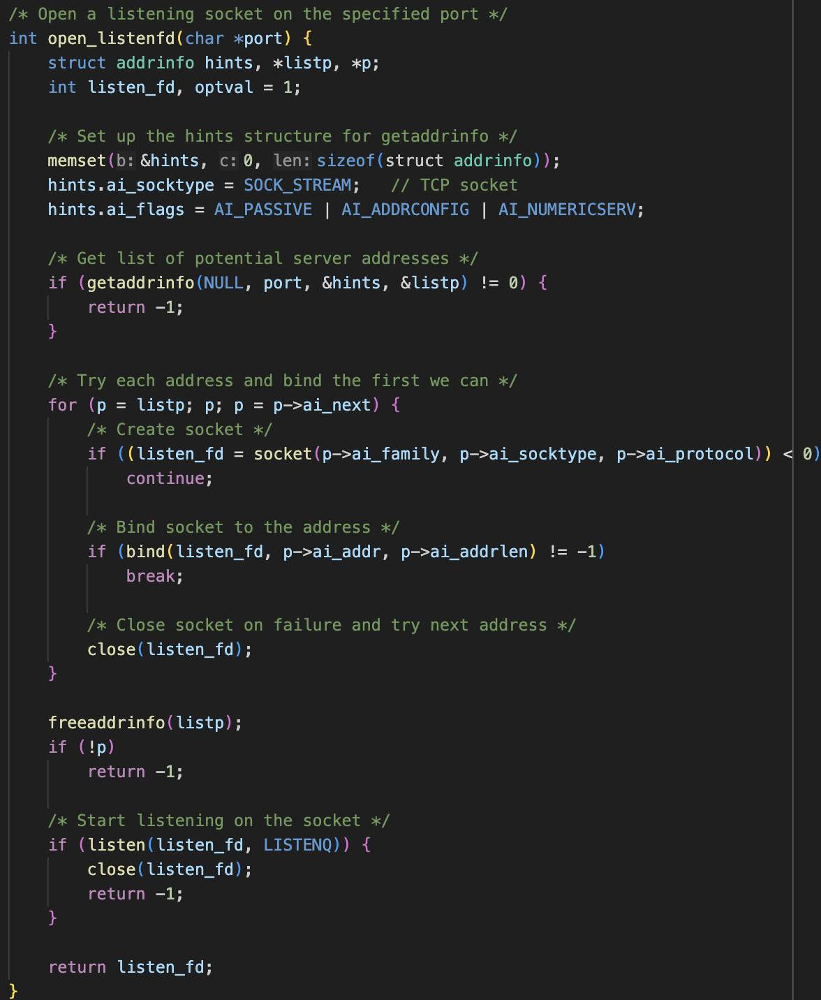 /* Open a listening socket on the specified port */
int open_listenfd(char *port) {
    struct addrinfo hints, *listp, *p;
    int listen_fd, optval = 1;

    /* Set up the hints structure for getaddrinfo */
    memset(b: &hints, c: 0, len: sizeof(struct addrinfo));
    hints.ai_socktype = SOCK_STREAM;   // TCP socket
    hints.ai_flags = AI_PASSIVE | AI_ADDRCONFIG | AI_NUMERICSERV;

    /* Get list of potential server addresses */
    if (getaddrinfo(NULL, port, &hints, &listp) != 0) {
        return -1;
    }

    /* Try each address and bind the first we can */
    for (p = listp; p; p = p->ai_next) {
        /* Create socket */
        if ((listen_fd = socket(p->ai_family, p->ai_socktype, p->ai_protocol)) < 0)
            continue;

        /* Bind socket to the address */
        if (bind(listen_fd, p->ai_addr, p->ai_addrlen) != -1)
            break;

        /* Close socket on failure and try next address */
        close(listen_fd);
    }

    freeaddrinfo(listp);
    if (!p)
        return -1;

    /* Start listening on the socket */
    if (listen(listen_fd, LISTENQ)) {
        close(listen_fd);
        return -1;
    }

    return listen_fd;
}